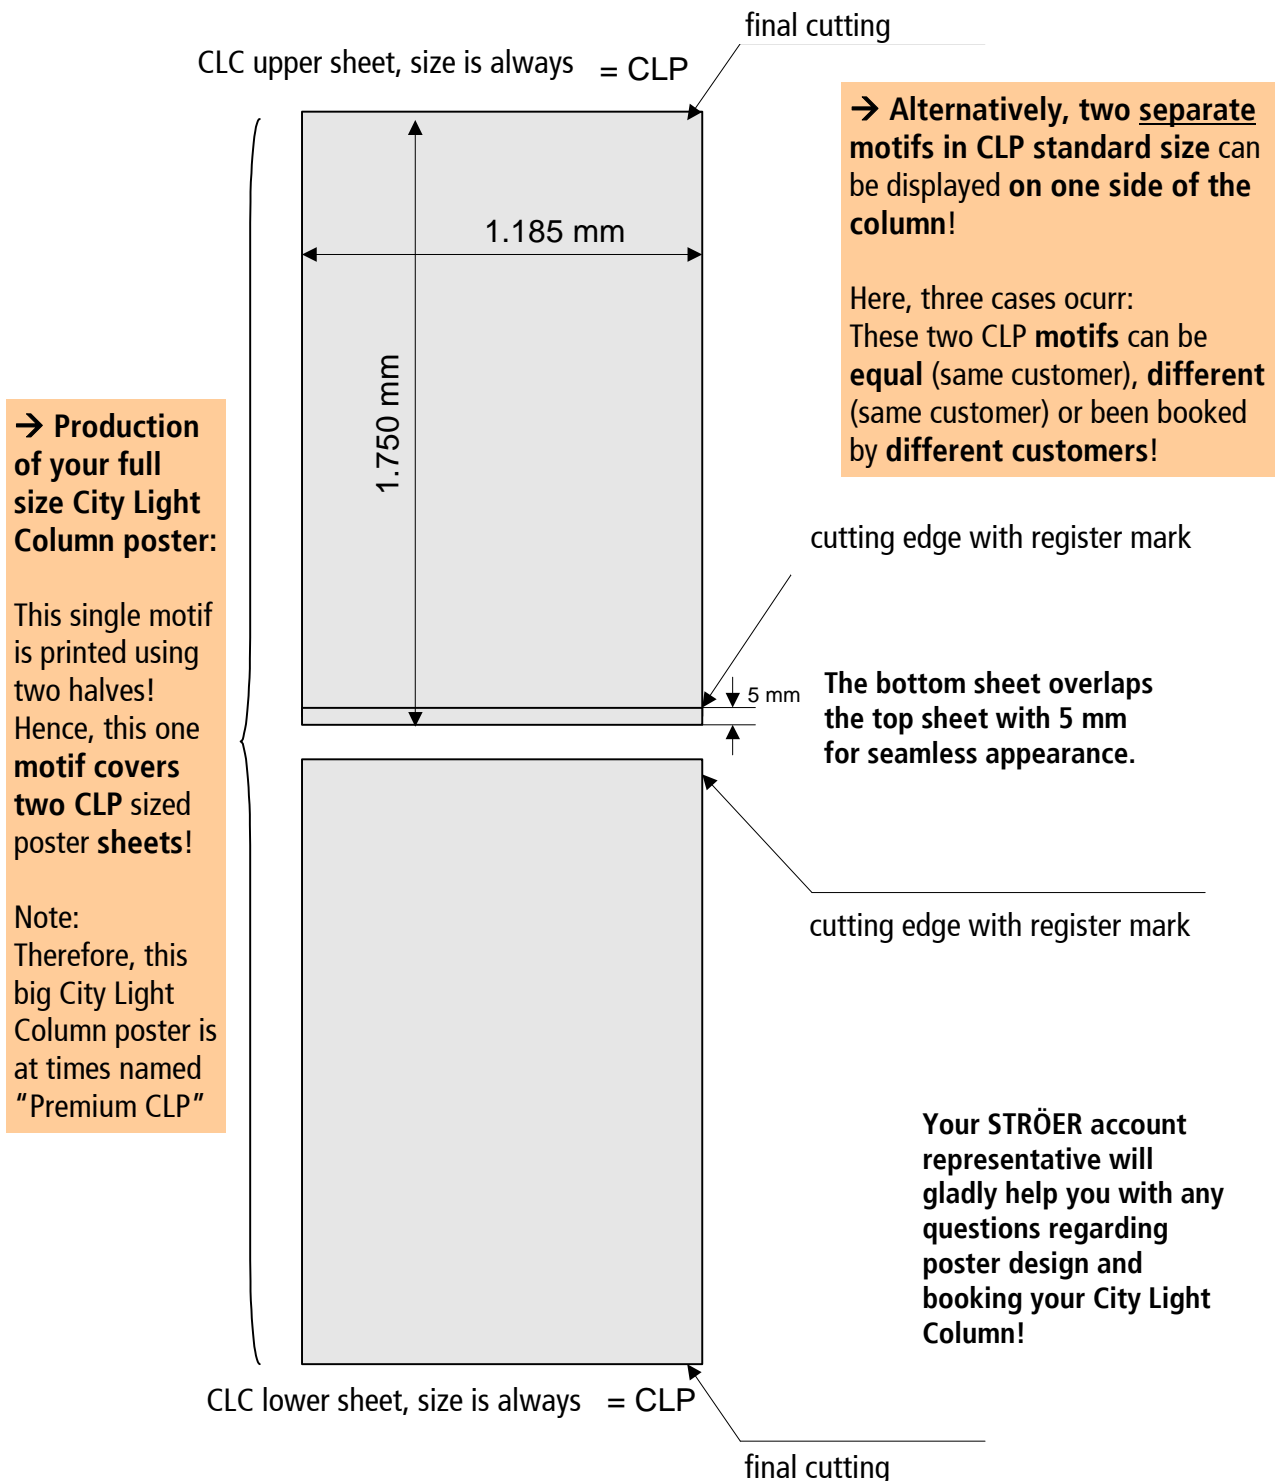 final cutting
CLC upper sheet, size is always = CLP
→ Alternatively, two separate
motifs in CLP standard size can
be displayed on one side of the
column!
Here, three cases ocurr:
These two CLP motifs can be
equal (same customer), different
(same customer) or been booked
by different customers!
1.185 mm
1.750 mm
→ Production
of your full
size City Light
Column poster:
This single motif
is printed using
two halves!
Hence, this one
motif covers
two CLP sized
poster sheets!
Note:
Therefore, this
big City Light
Column poster is
at times named
“Premium CLP”
cutting edge with register mark
5 mm
The bottom sheet overlaps
the top sheet with 5 mm
for seamless appearance.
cutting edge with register mark
Your STRÖER account
representative will
gladly help you with any
questions regarding
poster design and
booking your City Light
Column!
CLC lower sheet, size is always = CLP
final cutting